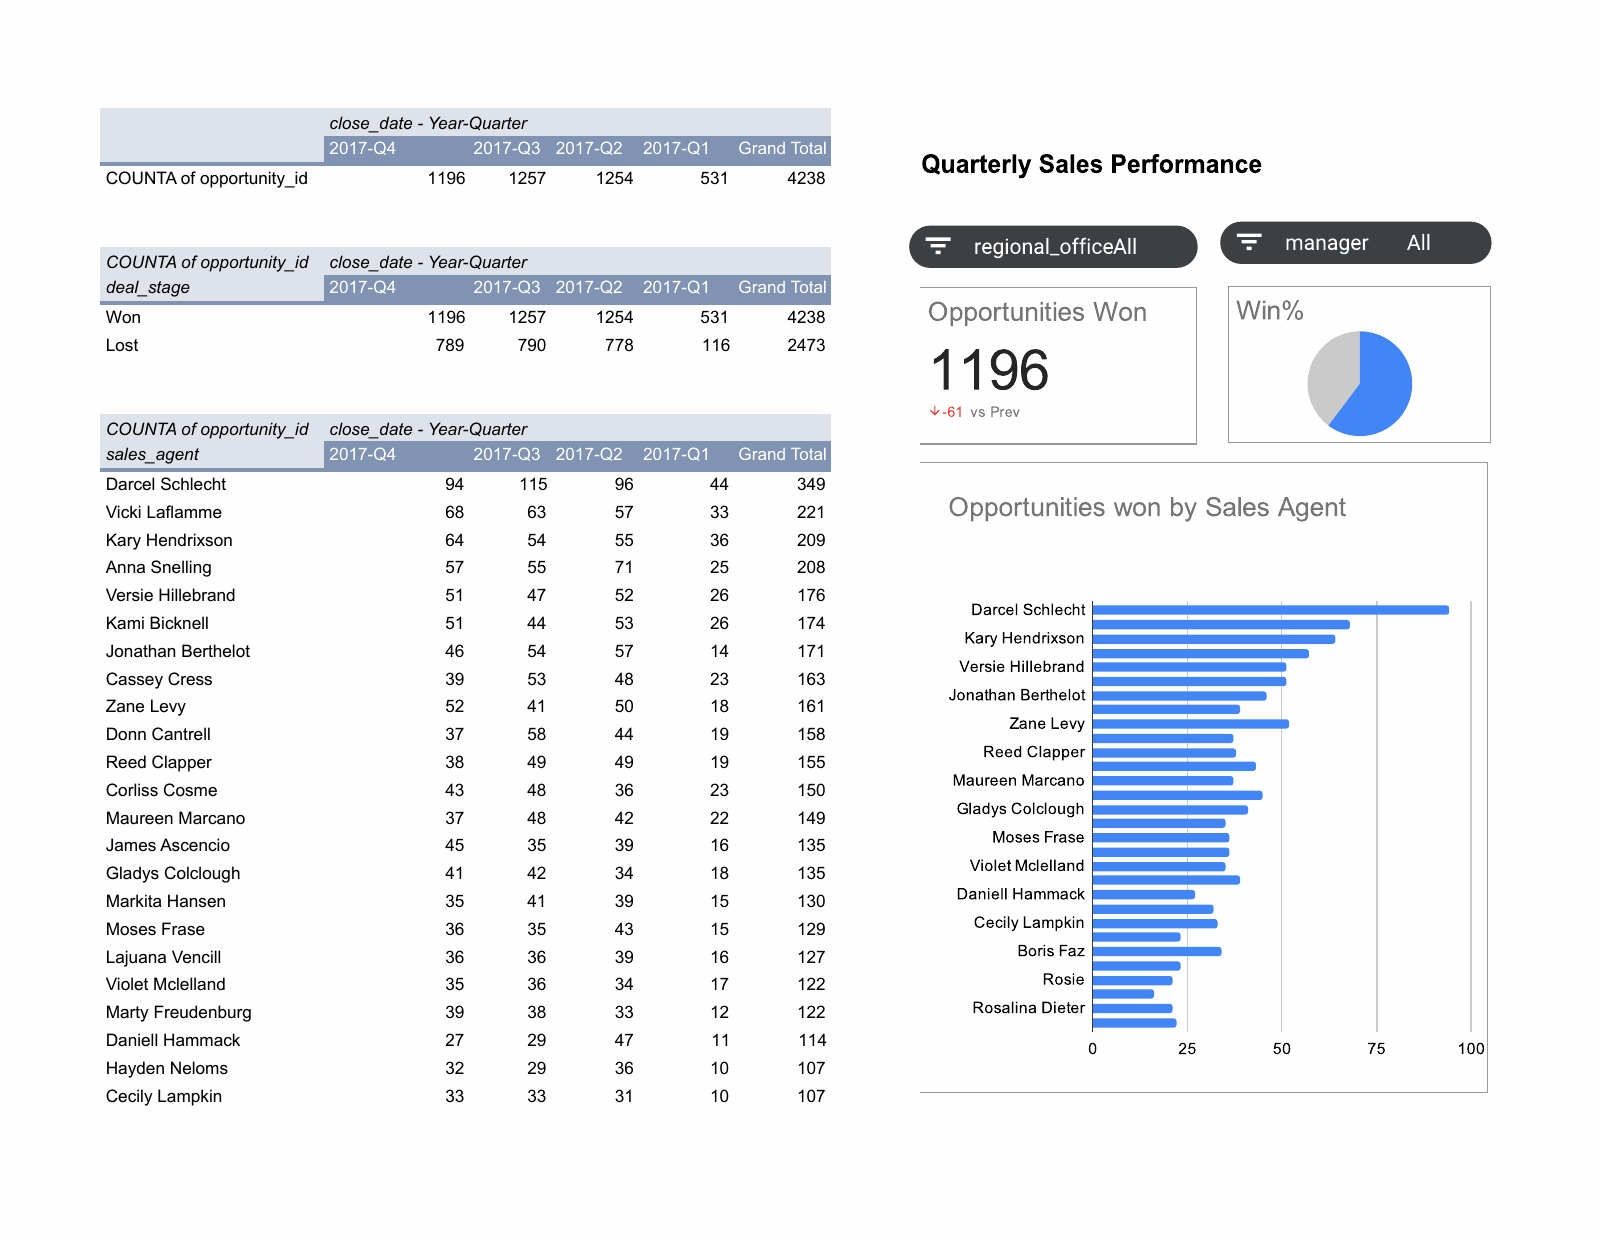 close_date - Year-Quarter
2017-Q4 2017-Q3 2017-Q2 2017-Q1 Grand Total
COUNTA of opportunity_id 1196 1257 1254 531 4238
COUNTA of opportunity_id close_date - Year-Quarter
deal_stage 2017-Q4 2017-Q3 2017-Q2 2017-Q1 Grand Total
Won 1196 1257 1254 531 4238
Lost 789 790 778 116 2473
COUNTA of opportunity_id close_date - Year-Quarter
sales_agent 2017-Q4 2017-Q3 2017-Q2 2017-Q1 Grand Total
Darcel Schlecht 94 115 96 44 349
Vicki Laflamme 68 63 57 33 221
Kary Hendrixson 64 54 55 36 209
Anna Snelling 57 55 71 25 208
Versie Hillebrand 51 47 52 26 176
Kami Bicknell 51 44 53 26 174
Jonathan Berthelot 46 54 57 14 171
Cassey Cress 39 53 48 23 163
Zane Levy 52 41 50 18 161
Donn Cantrell 37 58 44 19 158
Reed Clapper 38 49 49 19 155
Corliss Cosme 43 48 36 23 150
Maureen Marcano 37 48 42 22 149
James Ascencio 45 35 39 16 135
Gladys Colclough 41 42 34 18 135
Markita Hansen 35 41 39 15 130
Moses Frase 36 35 43 15 129
Lajuana Vencill 36 36 39 16 127
Violet Mclelland 35 36 34 17 122
Marty Freudenburg 39 38 33 12 122
Daniell Hammack 27 29 47 11 114
Hayden Neloms 32 29 36 10 107
Cecily Lampkin 33 33 31 10 107
Quarterly Sales Performance
regional_officeAll
manager All
Opportunities Won
1196
-61 vs Prev
Win%
Opportunities won by Sales Agent
Darcel Schlecht
Kary Hendrixson
Versie Hillebrand
Jonathan Berthelot
Zane Levy
Reed Clapper
Maureen Marcano
Gladys Colclough
Moses Frase
Violet Mclelland
Daniell Hammack
Cecily Lampkin
Boris Faz
Rosie
Rosalina Dieter
0 25 50 75 100